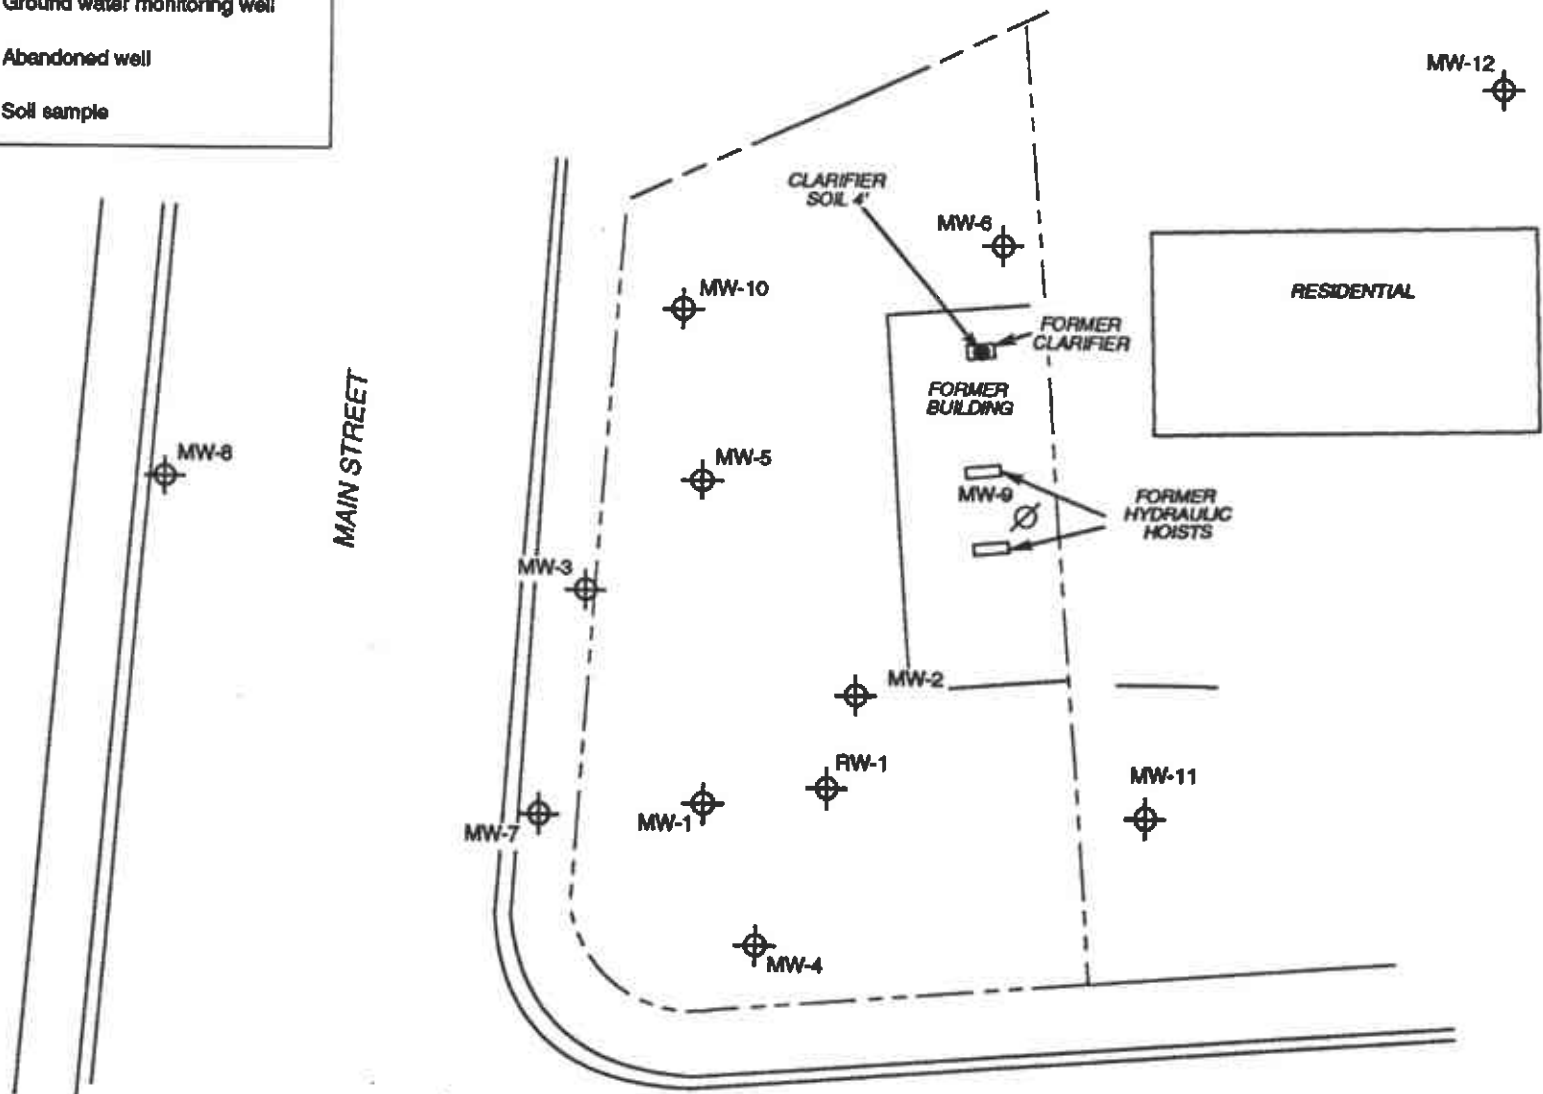 Ground water monitoring well
Abandoned well
Soil sample
MW-12
CLARIFIER
SOIL 4'
MW-6
RESIDENTIAL
MW-10
FORMER
CLARIFIER
FORMER
BUILDING
MAIN STREET
MW-8
MW-5
MW-9
FORMER
HYDRAULIC
HOISTS
MW-3
MW-2
RW-1
MW-11
MW-1
MW-7
MW-4